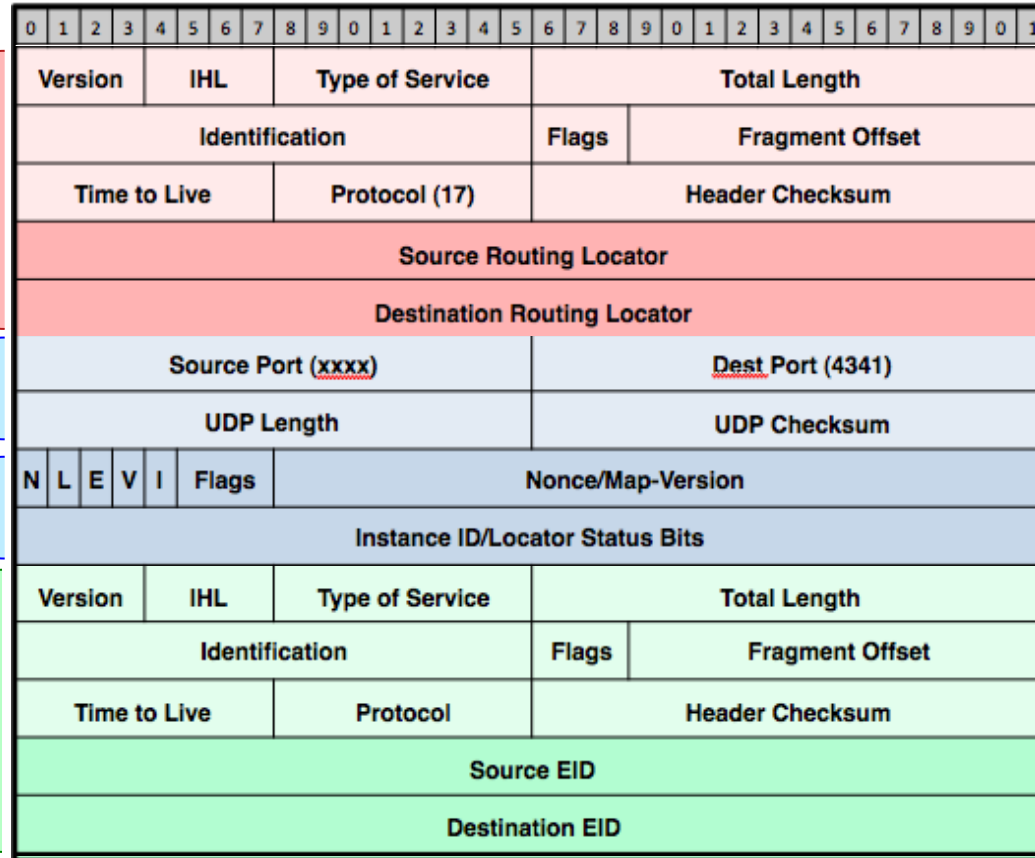 0 1 2 3 4 5 6 7 8 9 0 1 2 3 4 5 6 7 8 9 0 1 2 3 4 5 6 7 8 9 0 1
Version IHL Type of Service Total Length
Identification Flags Fragment Offset
Time to Live Protocol (17) Header Checksum
Source Routing Locator
Destination Routing Locator
Source Port (xxxx) Dest Port (4341)
UDP Length UDP Checksum
N L E V I Flags Nonce/Map-Version
Instance ID/Locator Status Bits
Version IHL Type of Service Total Length
Identification Flags Fragment Offset
Time to Live Protocol Header Checksum
Source EID
Destination EID